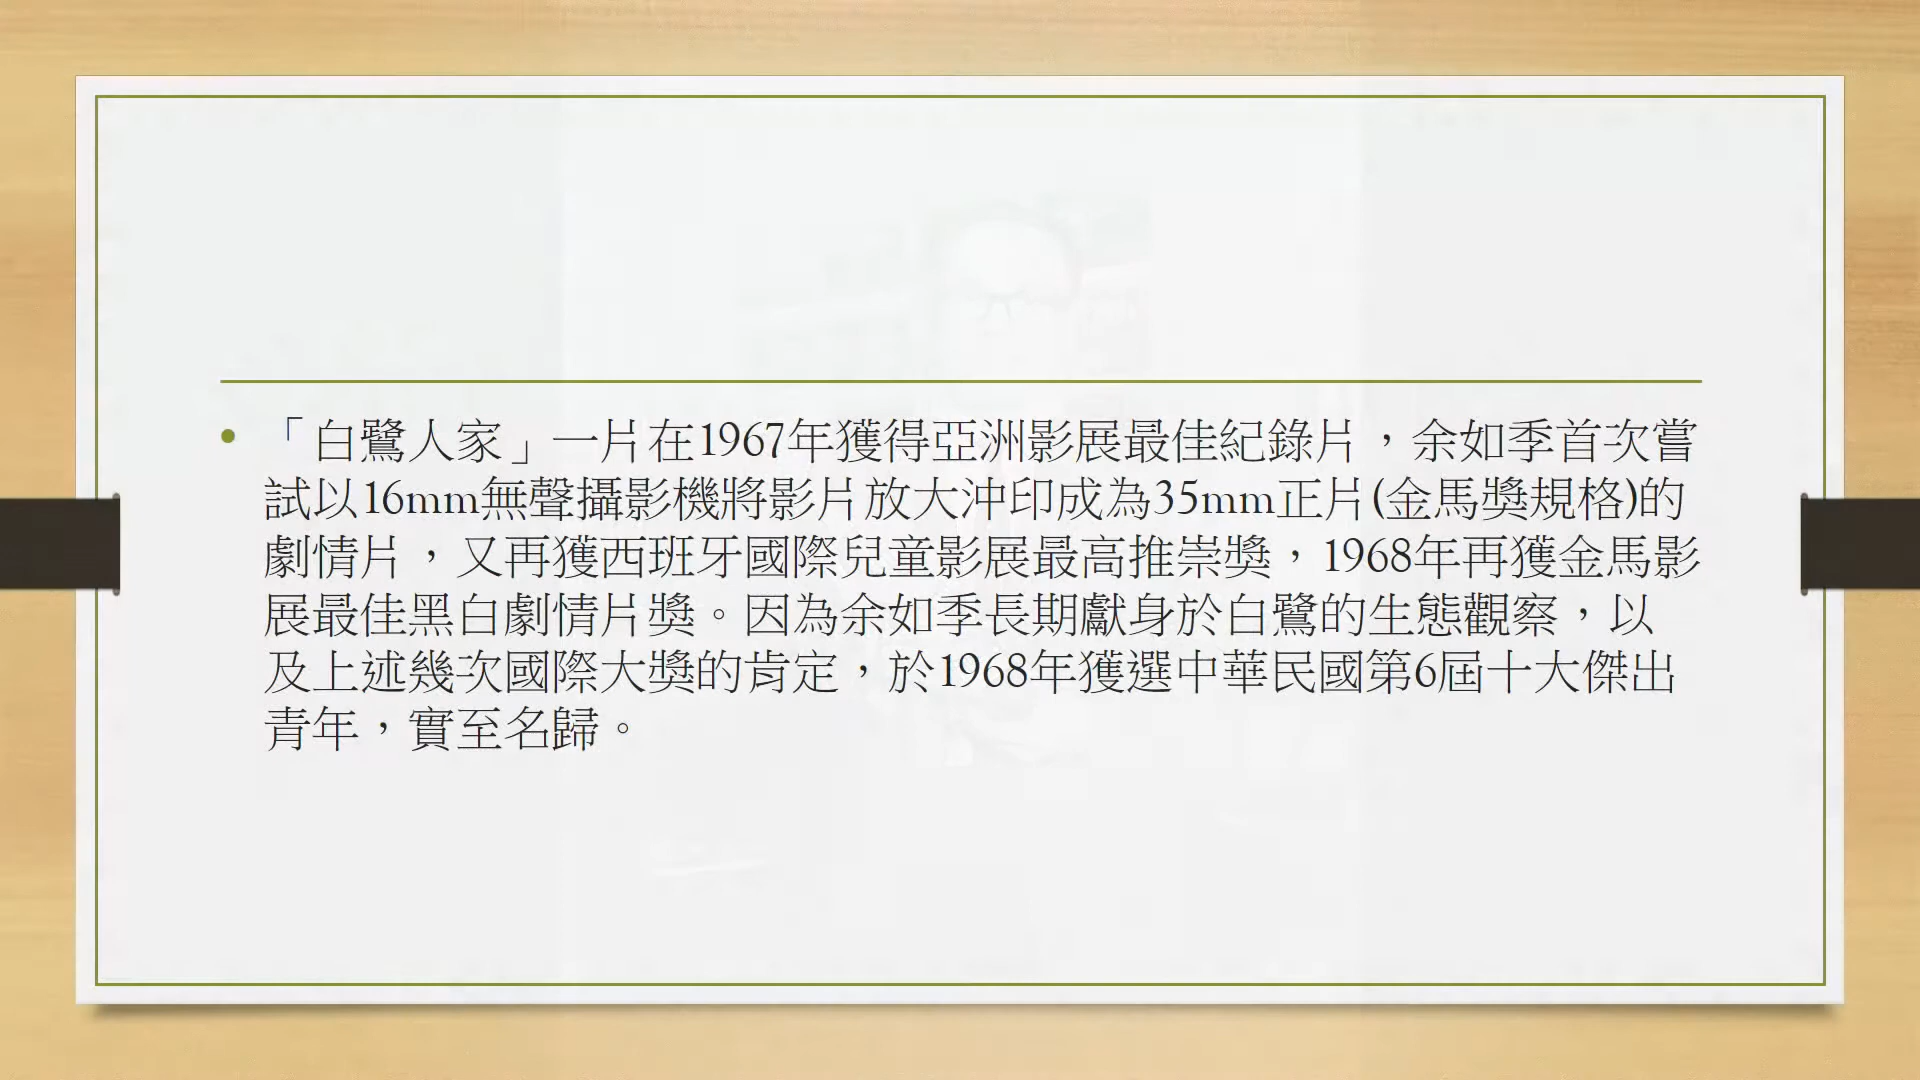 「白鷺人家」一片在1967年獲得亞洲影展最佳紀錄片，余如季首次嘗
試以16mm無聲攝影機將影片放大沖印成為35mm正片(金馬獎規格)的
劇情片，又再獲西班牙國際兒童影展最高推崇獎，1968年再獲金馬影
展最佳黑白劇情片獎。因為余如季長期獻身於白鷺的生態觀察，以
及上述幾次國際大獎的肯定，於1968年獲選中華民國第6屆十大傑出
青年，實至名歸。